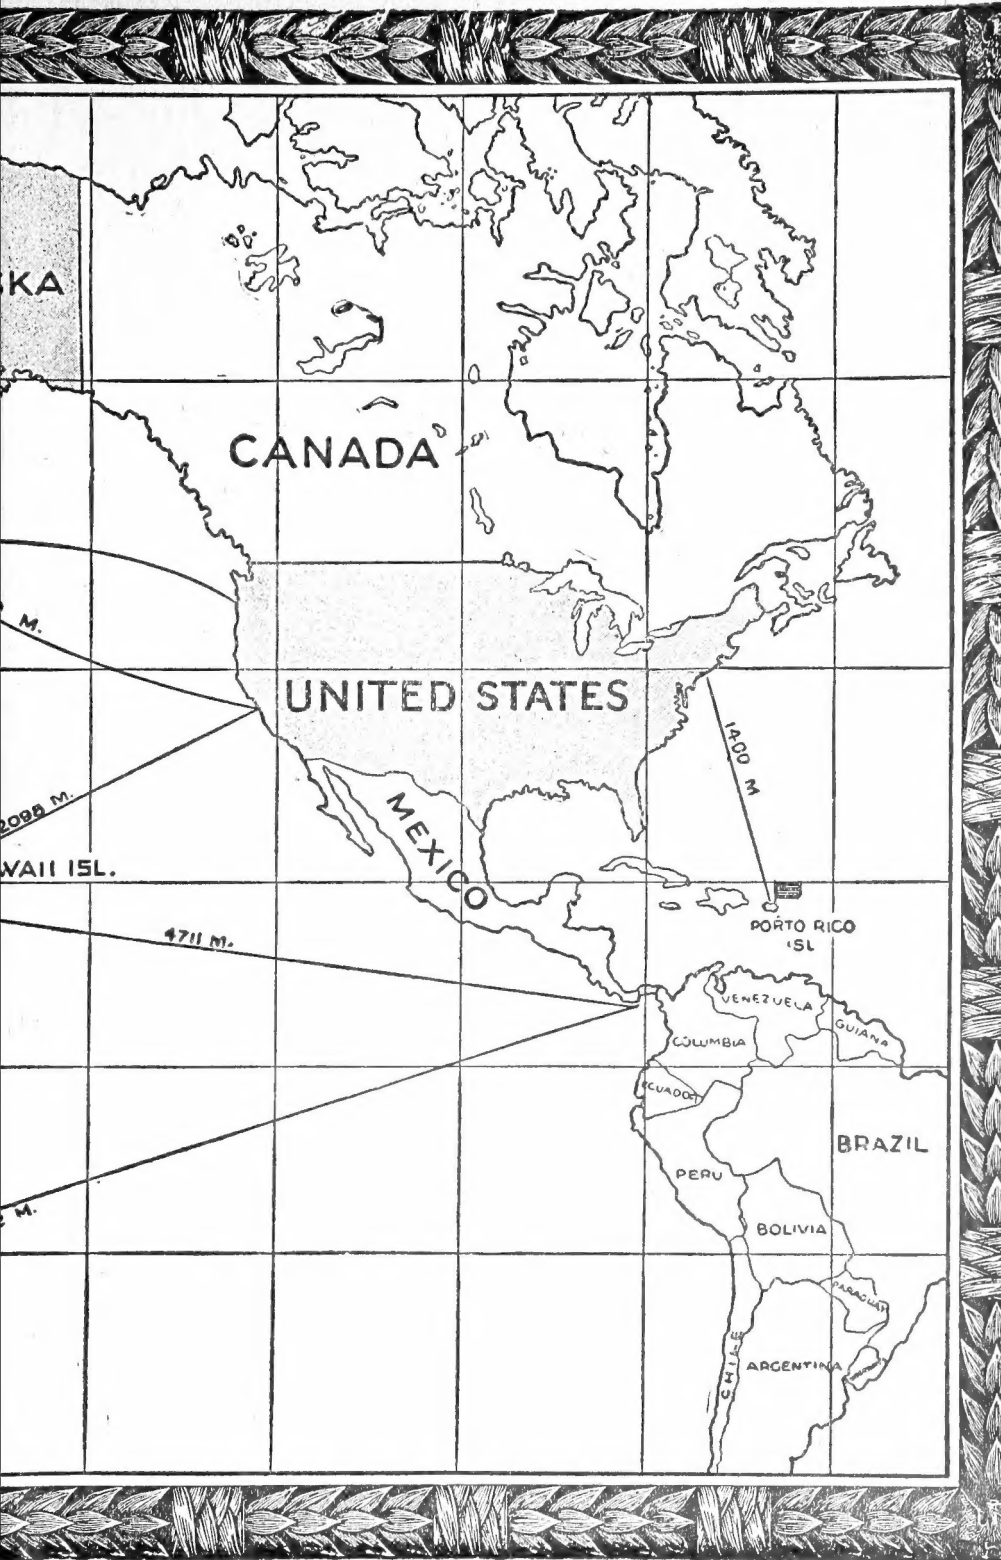 KA
CANADA
M.
UNITED STATES
1400 M
2098 M.
MEXICO
WAII ISL.
4711 M.
PORTO RICO
ISL
VENEZUELA
GUIANA
COLUMBIA
ECUADOR
BRAZIL
PERU
M.
BOLIVIA
PARAGUAY
CHILE
ARGENTINA